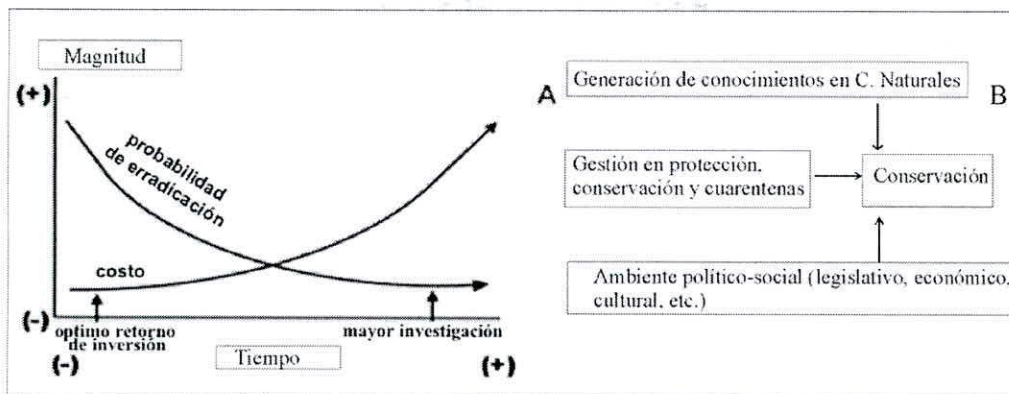 Magnitud
(+)
probabilidad
de erradicación
costo
(-)
optimo retorno
de inversión
mayor investigación
(-)
Tiempo
(+)
A
Generación de conocimientos en C. Naturales
B
Gestión en protección,
conservación y cuarentenas
Conservación
Ambiente político-social (legislativo, económico,
cultural, etc.)